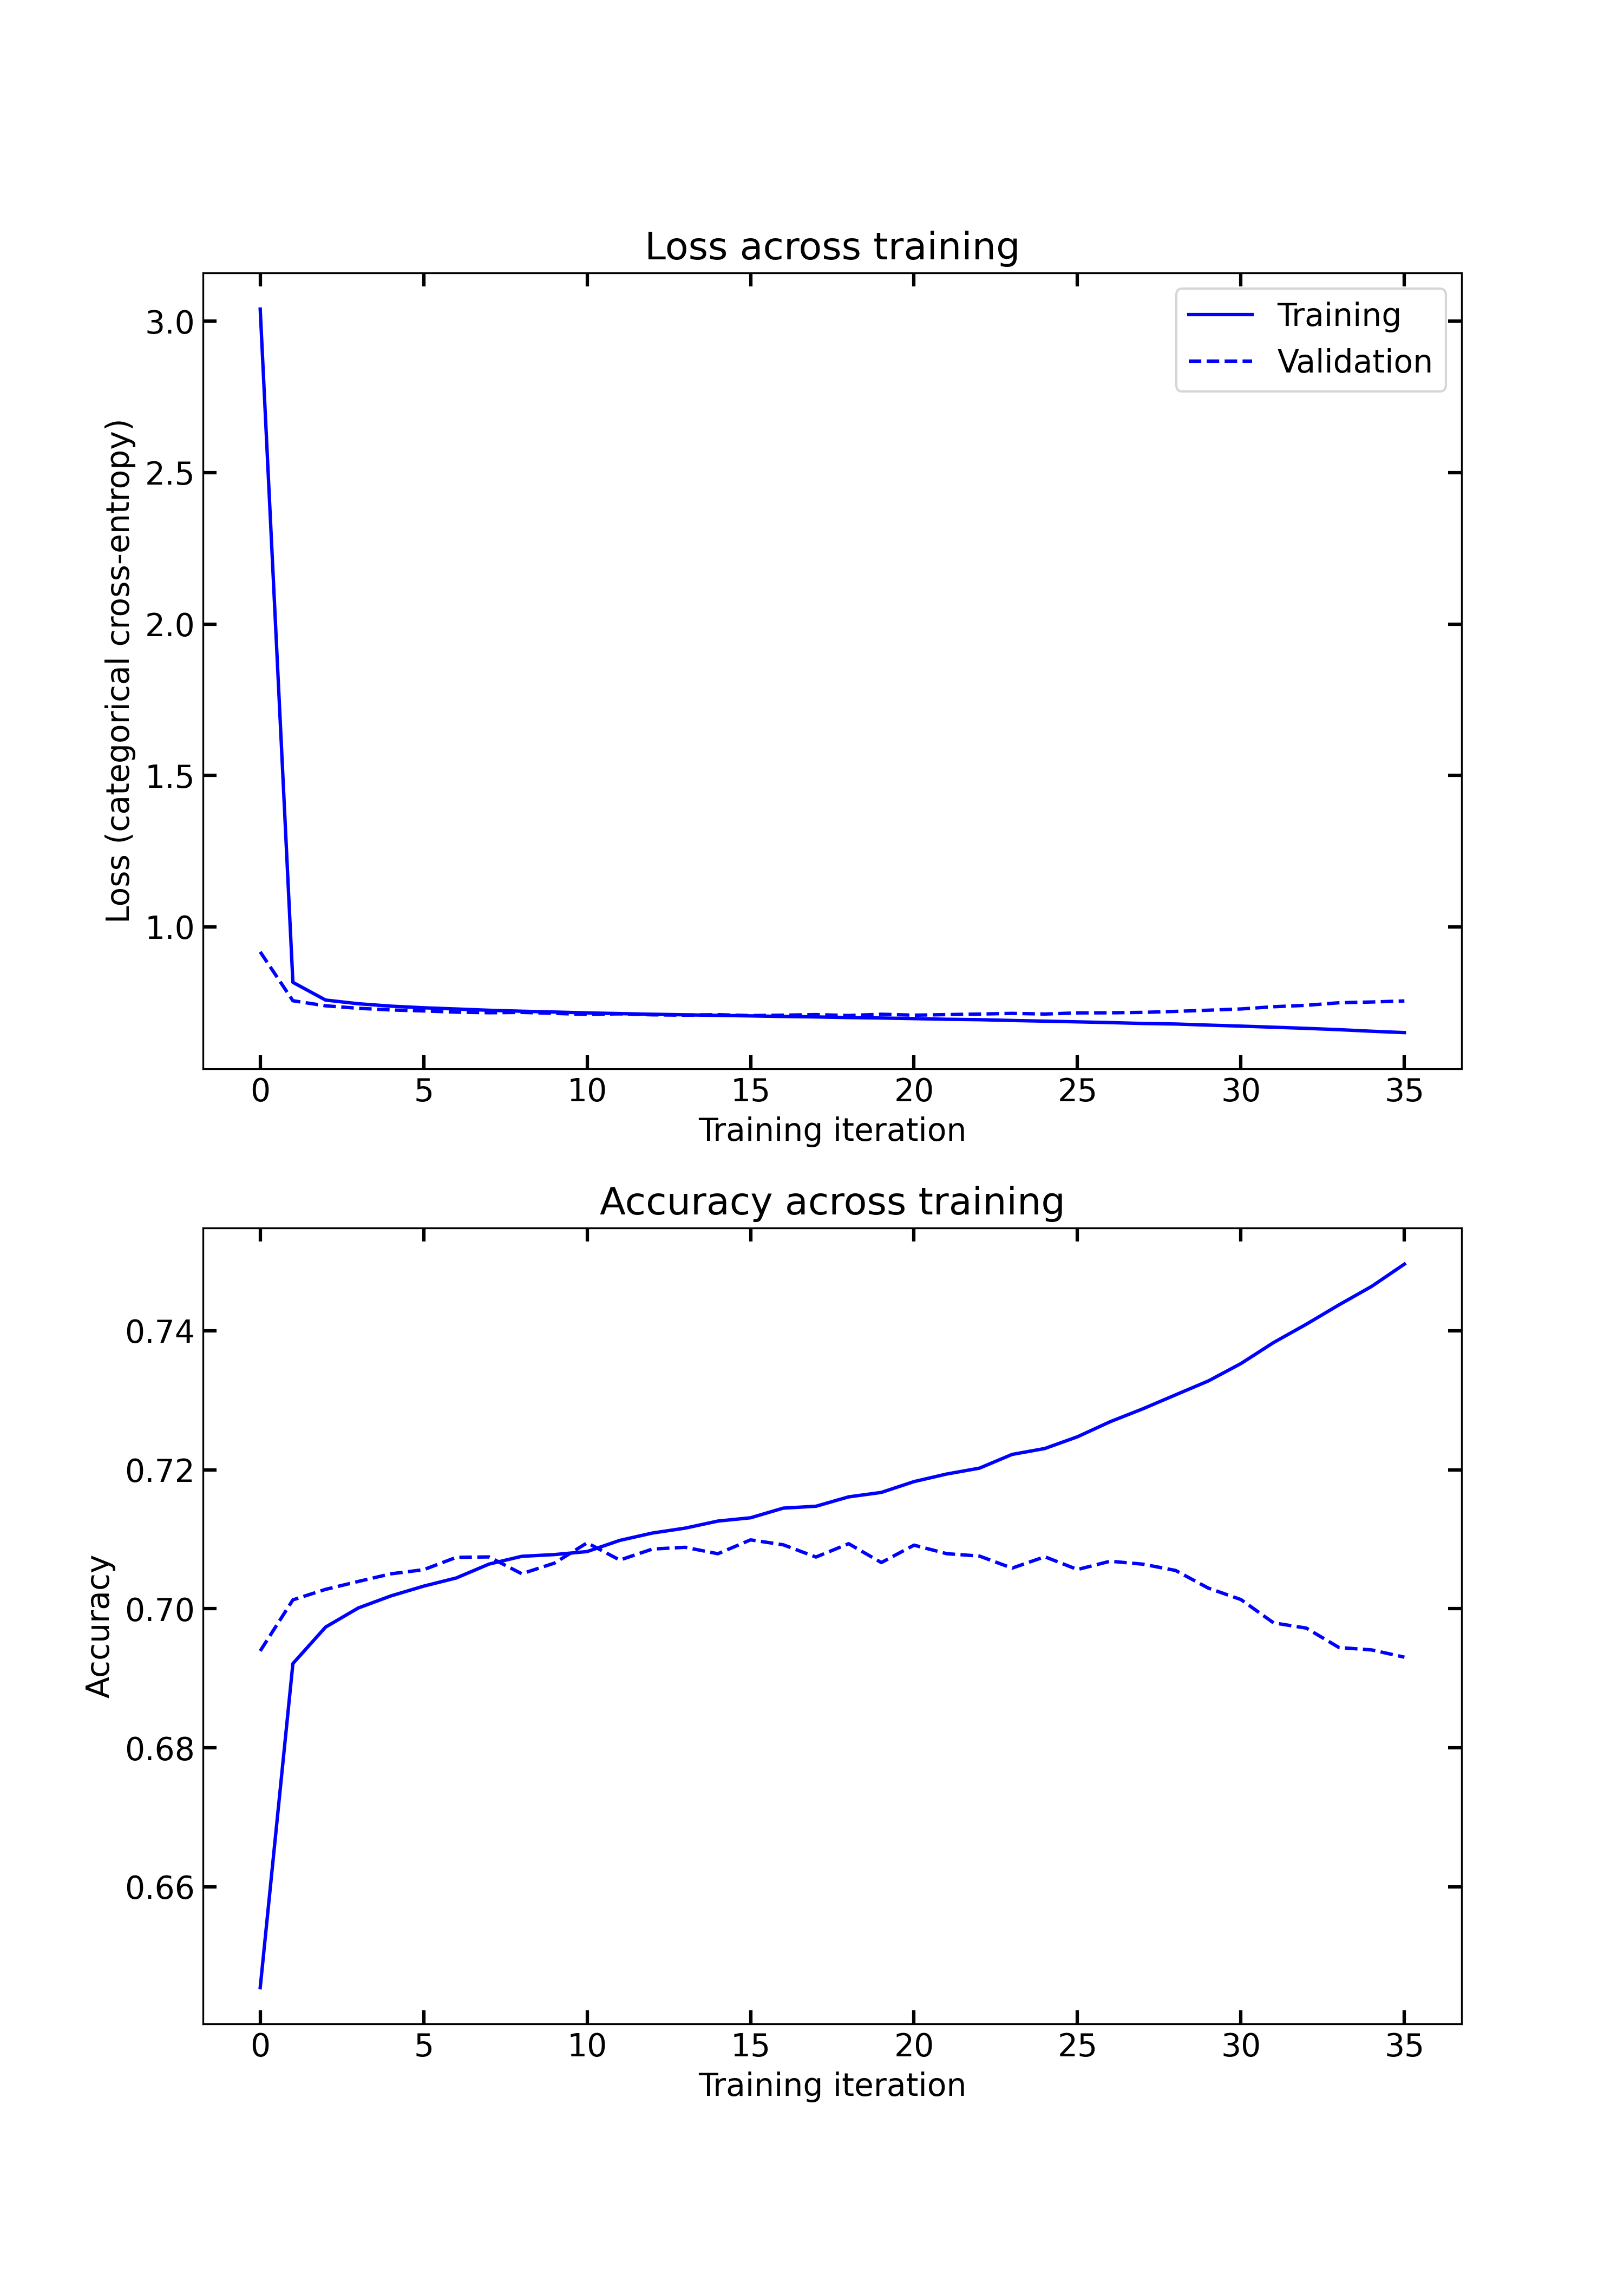 Loss across training
Training
Validation
Loss (categorical cross-entropy)
3.0
2.5
2.0
1.5
1.0
0 5 10 15 20 25 30 35
Training iteration
Accuracy across training
Accuracy
0.74
0.72
0.70
0.68
0.66
0 5 10 15 20 25 30 35
Training iteration